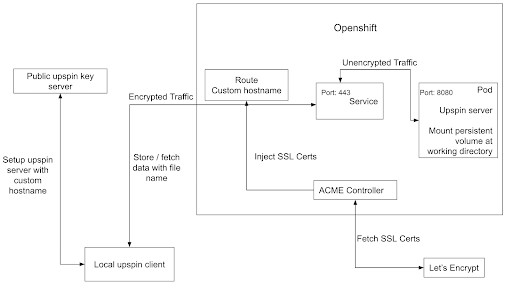 Openshift
Public upspin key
server
Route
Custom hostname
Encrypted Traffic
Unencrypted Traffic
Port: 443
Service
Port: 8080
Pod
Upspin server
Mount persistent
volume at
working directory
Setup upspin
server with
custom
hostname
Store / fetch
data with file
name
Inject SSL Certs
ACME Controller
Fetch SSL Certs
Local upspin client
Let's Encrypt